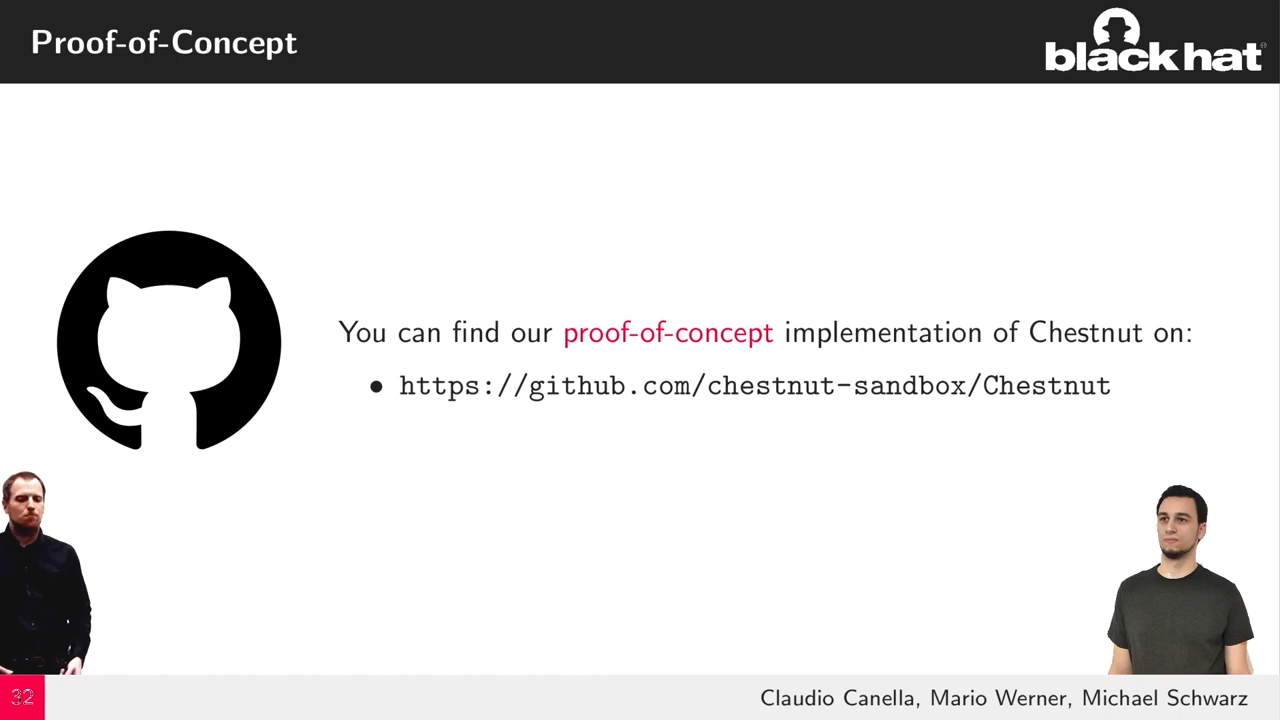 Proof-of-Concept
black hat®
You can find our proof-of-concept implementation of Chestnut on:
• https://github.com/chestnut-sandbox/Chestnut
32
Claudio Canella, Mario Werner, Michael Schwarz